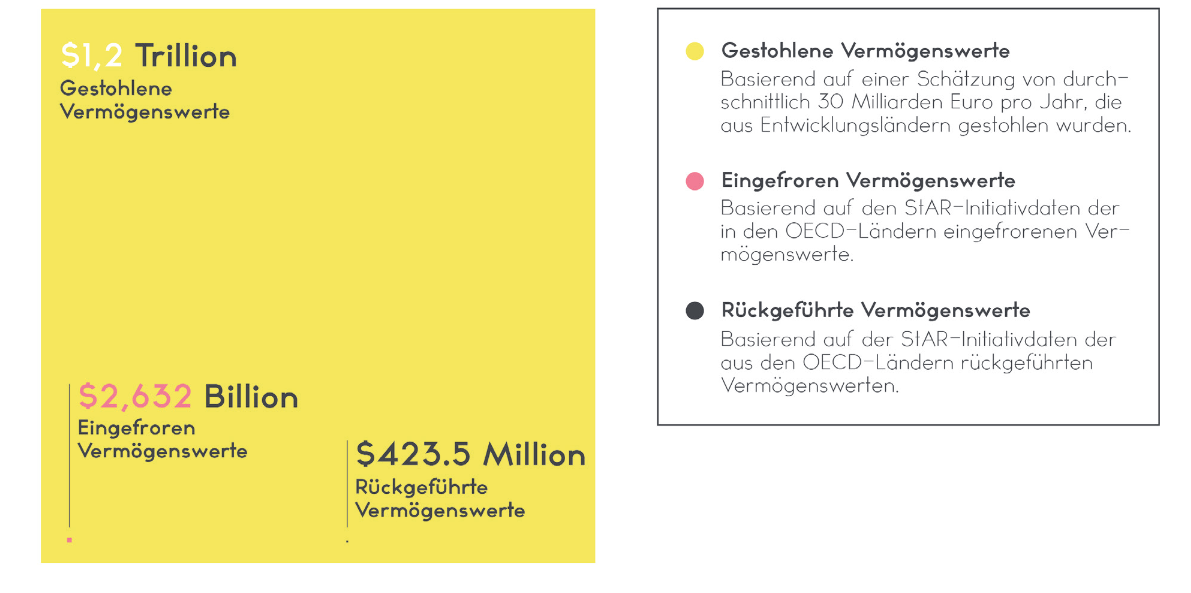 $1,2 Trillion
Gestohlene
Vermögenswerte
$2,632 Billion
Eingefroren
Vermögenswerte
$423.5 Million
Rückgeführte
Vermögenswerte
Gestohlene Vermögenswerte
Basierend auf einer Schätzung von durch-
schnittlich 30 Milliarden Euro pro Jahr, die
aus Entwicklungsländern gestohlen wurden.
Eingefroren Vermögenswerte
Basierend auf den StAR-Initiativdaten der
in den OECD-Ländern eingefrorenen Ver-
mögenswerte.
Rückgeführte Vermögenswerte
Basierend auf der StAR-Initiativdaten der
aus den OECD-Ländern rückgeführten
Vermögenswerten.